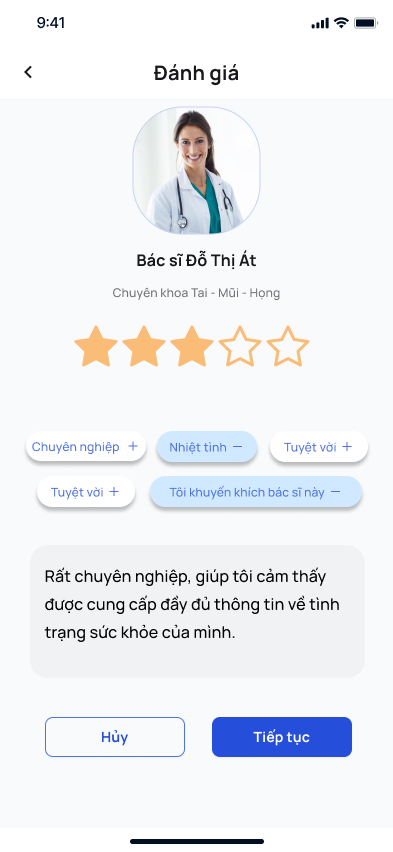 9:41
Đánh giá
Bác sĩ Đỗ Thị Át
Chuyên khoa Tai - Mũi - Họng
Chuyên nghiệp +
Nhiệt tình –
Tuyệt vời +
Tuyệt vời +
Tôi khuyến khích bác sĩ này –
Rất chuyên nghiệp, giúp tôi cảm thấy
được cung cấp đầy đủ thông tin về tình
trạng sức khỏe của mình.
Hủy
Tiếp tục